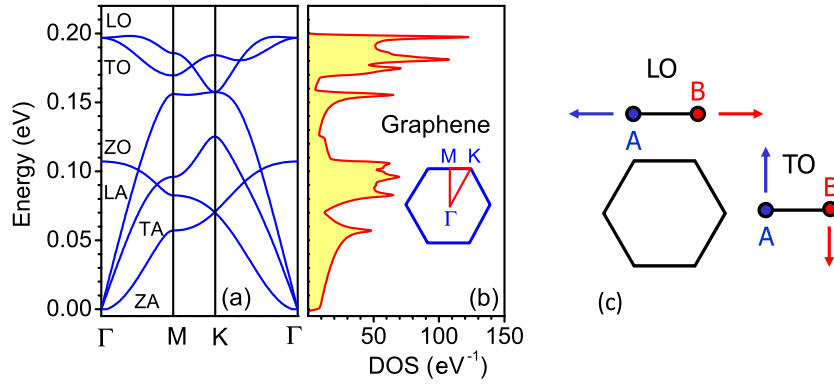 LO
TO
ZO
LA
TA
ZA
(a)
Energy (eV)
0.20
0.15
0.10
0.05
0.00
Γ M K Γ
Graphene
M K
Γ
(b)
0 50 100 150
DOS (eV⁻¹)
LO
A B
TO
A B
(c)